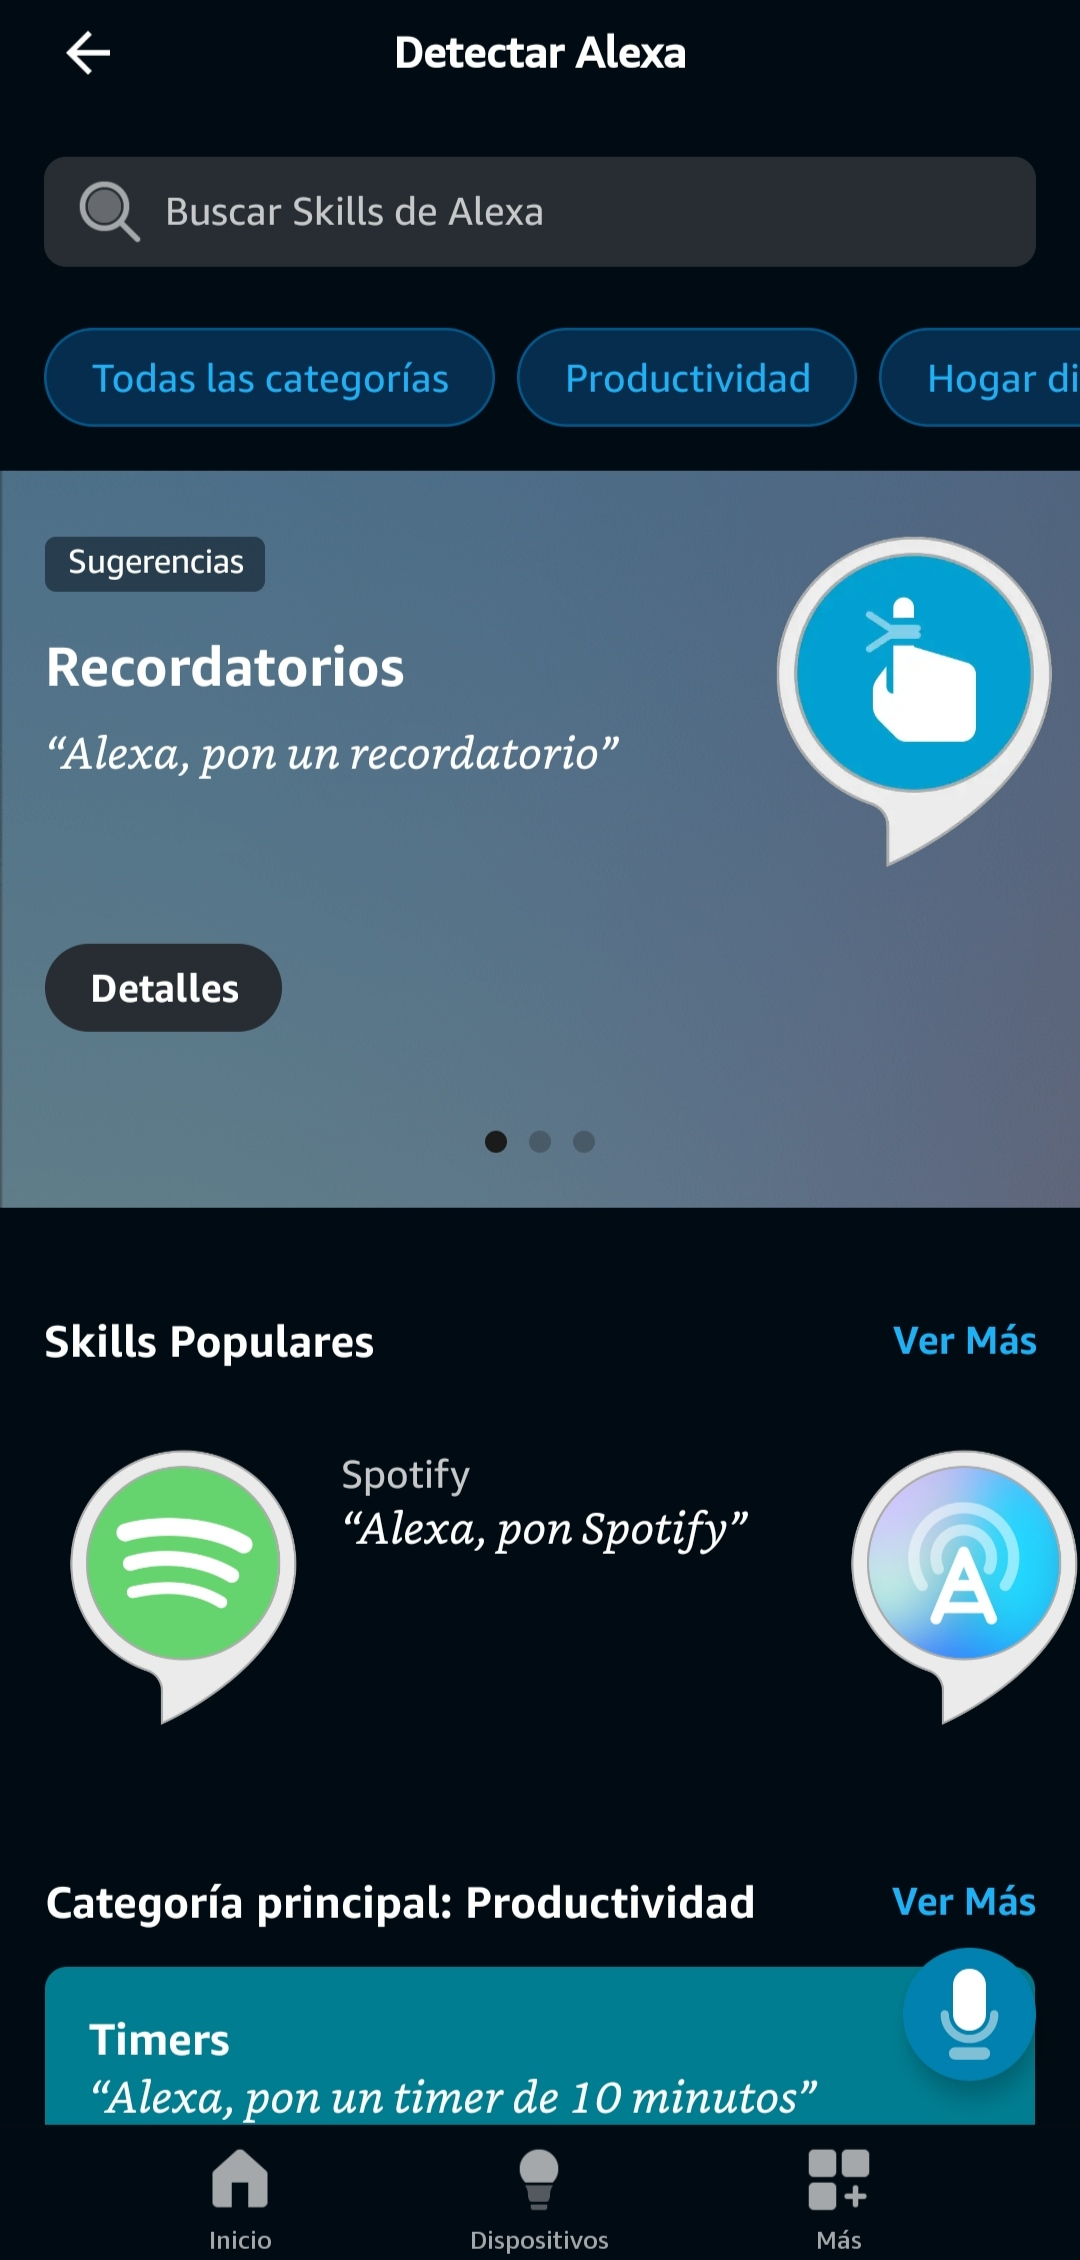 Detectar Alexa
Buscar Skills de Alexa
Todas las categorías
Productividad
Hogar di
Sugerencias
Recordatorios
“Alexa, pon un recordatorio”
Detalles
Skills Populares
Ver Más
Spotify
“Alexa, pon Spotify”
A
Categoría principal: Productividad
Ver Más
Timers
“Alexa, pon un timer de 10 minutos”
Inicio
Dispositivos
Más